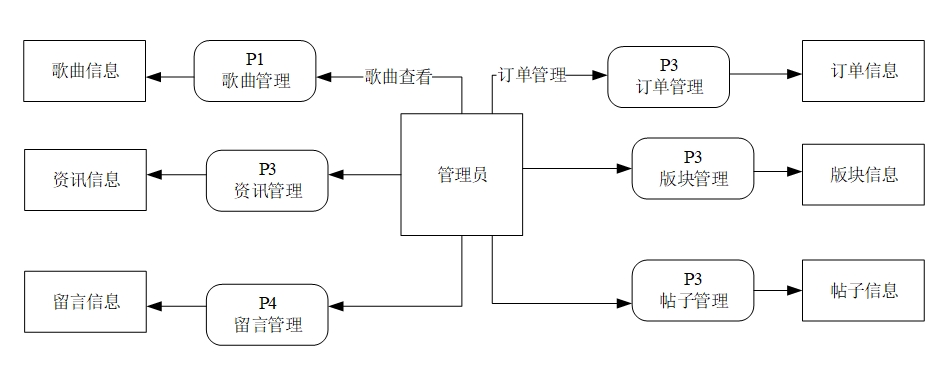 歌曲信息
P1
歌曲管理
歌曲查看
订单管理
P3
订单管理
订单信息
资讯信息
P3
资讯管理
管理员
P3
版块管理
版块信息
留言信息
P4
留言管理
P3
帖子管理
帖子信息